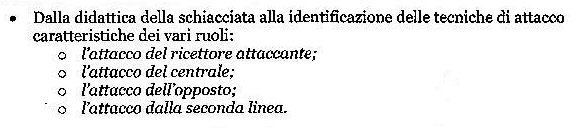 • Dalla didattica della schiacciata alla identificazione delle tecniche di attacco
caratteristiche dei vari ruoli:
o l'attacco del ricettore attaccante;
o l'attacco del centrale;
o l'attacco dell'opposto;
o l'attacco dalla seconda linea.